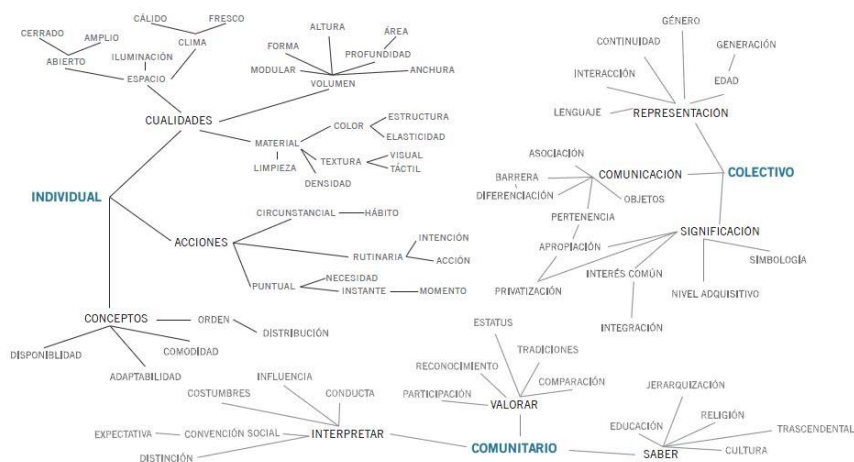 CÁLIDO
FRESCO
CERRADO
AMPLIO
CLIMA
ILUMINACIÓN
ABIERTO
ESPACIO
ALTURA
ÁREA
FORMA
PROFUNDIDAD
MODULAR
ANCHURA
VOLUMEN
CUALIDADES
ESTRUCTURA
COLOR
ELASTICIDAD
MATERIAL
VISUAL
TEXTURA
LIMPIEZA
TÁCTIL
DENSIDAD
INDIVIDUAL
CIRCUNSTANCIAL
HÁBITO
ACCIONES
INTENCIÓN
RUTINARIA
ACCIÓN
NECESIDAD
PUNTUAL
INSTANTE
MOMENTO
CONCEPTOS
ORDEN
DISTRIBUCIÓN
DISPONIBLIDAD
COMODIDAD
ADAPTABILIDAD
GÉNERO
CONTINUIDAD
GENERACIÓN
INTERACCIÓN
EDAD
LENGUAJE
REPRESENTACIÓN
ASOCIACIÓN
COMUNICACIÓN
COLECTIVO
BARRERA
DIFERENCIACIÓN
OBJETOS
PERTENENCIA
SIGNIFICACIÓN
APROPIACIÓN
SIMBOLOGÍA
INTERÉS COMÚN
PRIVATIZACIÓN
NIVEL ADQUISITIVO
INTEGRACIÓN
ESTATUS
TRADICIONES
RECONOCIMIENTO
COMPARACIÓN
PARTICIPACIÓN
VALORAR
INFLUENCIA
COSTUMBRES
CONDUCTA
EXPECTATIVA
CONVENCIÓN SOCIAL
INTERPRETAR
DISTINCIÓN
COMUNITARIO
JERARQUIZACIÓN
RELIGIÓN
EDUCACIÓN
TRASCENDENTAL
CULTURA
SABER